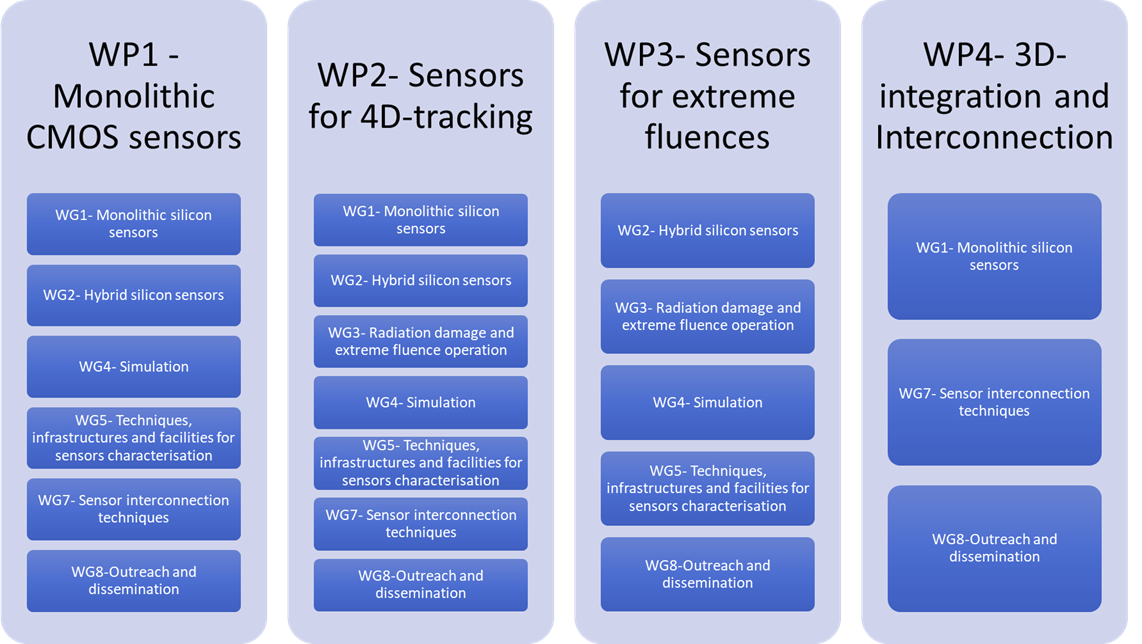 WP1 -
Monolithic
CMOS sensors
WG1- Monolithic silicon
sensors
WG2- Hybrid silicon sensors
WG4- Simulation
WG5- Techniques,
infrastructures and facilities for
sensors characterisation
WG7- Sensor interconnection
techniques
WG8-Outreach and
dissemination
WP2- Sensors
for 4D-tracking
WG1- Monolithic silicon
sensors
WG2- Hybrid silicon sensors
WG3- Radiation damage and
extreme fluence operation
WG4- Simulation
WG5- Techniques,
infrastructures and facilities for
sensors characterisation
WG7- Sensor interconnection
techniques
WG8-Outreach and
dissemination
WP3- Sensors
for extreme
fluences
WG2- Hybrid silicon sensors
WG3- Radiation damage and
extreme fluence operation
WG4- Simulation
WG5- Techniques,
infrastructures and facilities for
sensors characterisation
WG8-Outreach and
dissemination
WP4- 3D-
integration and
Interconnection
WG1- Monolithic silicon
sensors
WG7- Sensor interconnection
techniques
WG8-Outreach and
dissemination